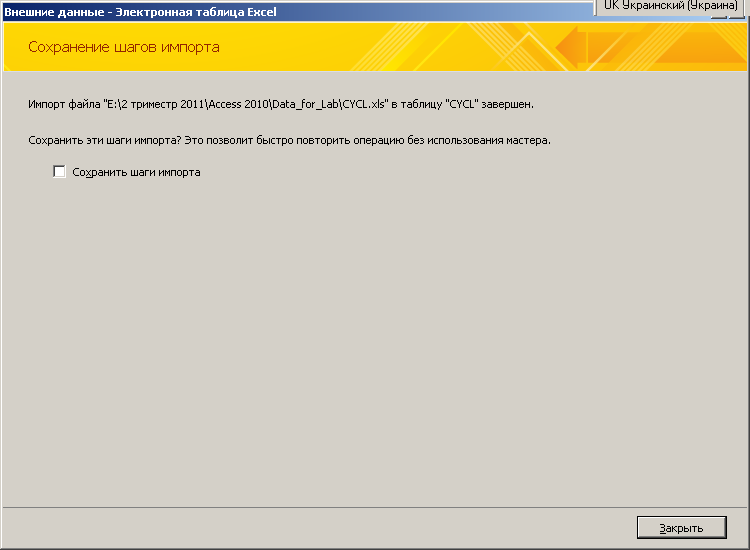 UK Украинский (Украина)
Внешние данные - Электронная таблица Excel
Сохранение шагов импорта
Импорт файла "E:\2 триместр 2011\Access 2010\Data_for_Lab\CYCL.xls" в таблицу "CYCL" завершен.
Сохранить эти шаги импорта? Это позволит быстро повторить операцию без использования мастера.
Сохранить шаги импорта
Закрыть